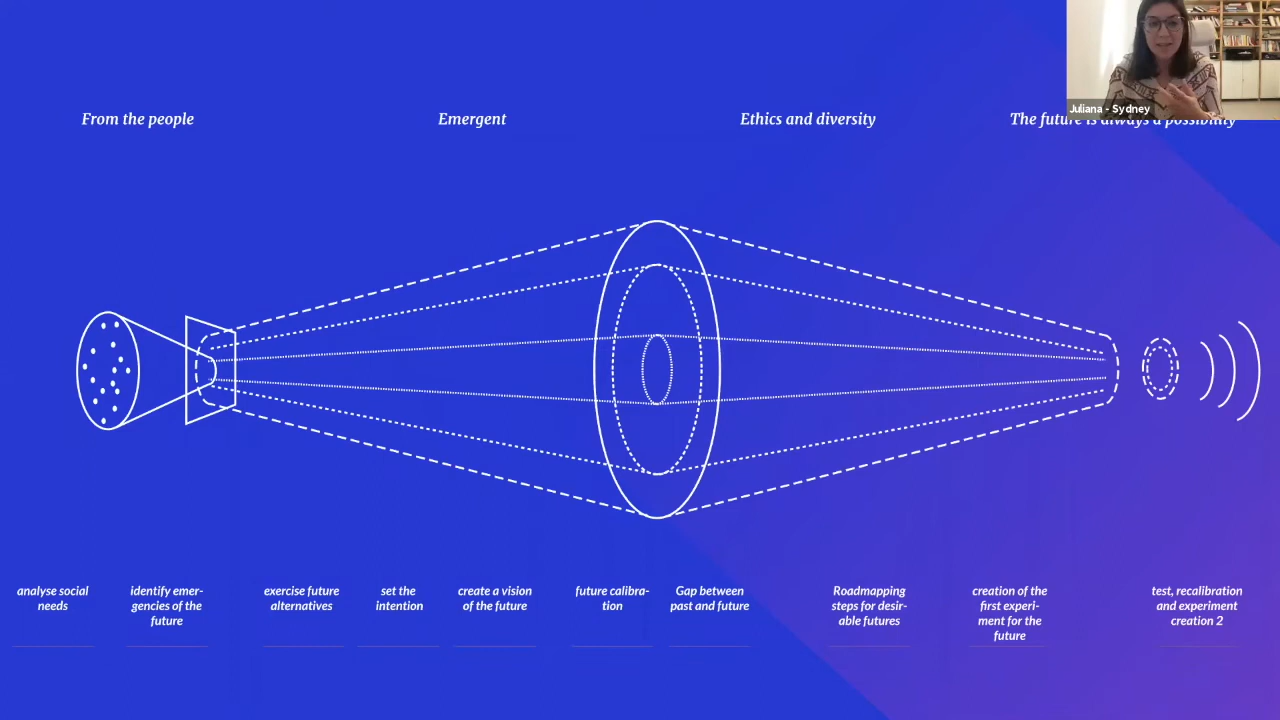 Juliana - Sydney
From the people
Emergent
Ethics and diversity
The future is always a possibility
analyse social
needs
identify emer-
gencies of the
future
exercise future
alternatives
set the
intention
create a vision
of the future
future calibra-
tion
Gap between
past and future
Roadmapping
steps for desir-
able futures
creation of the
first experi-
ment for the
future
test, recalibration
and experiment
creation 2